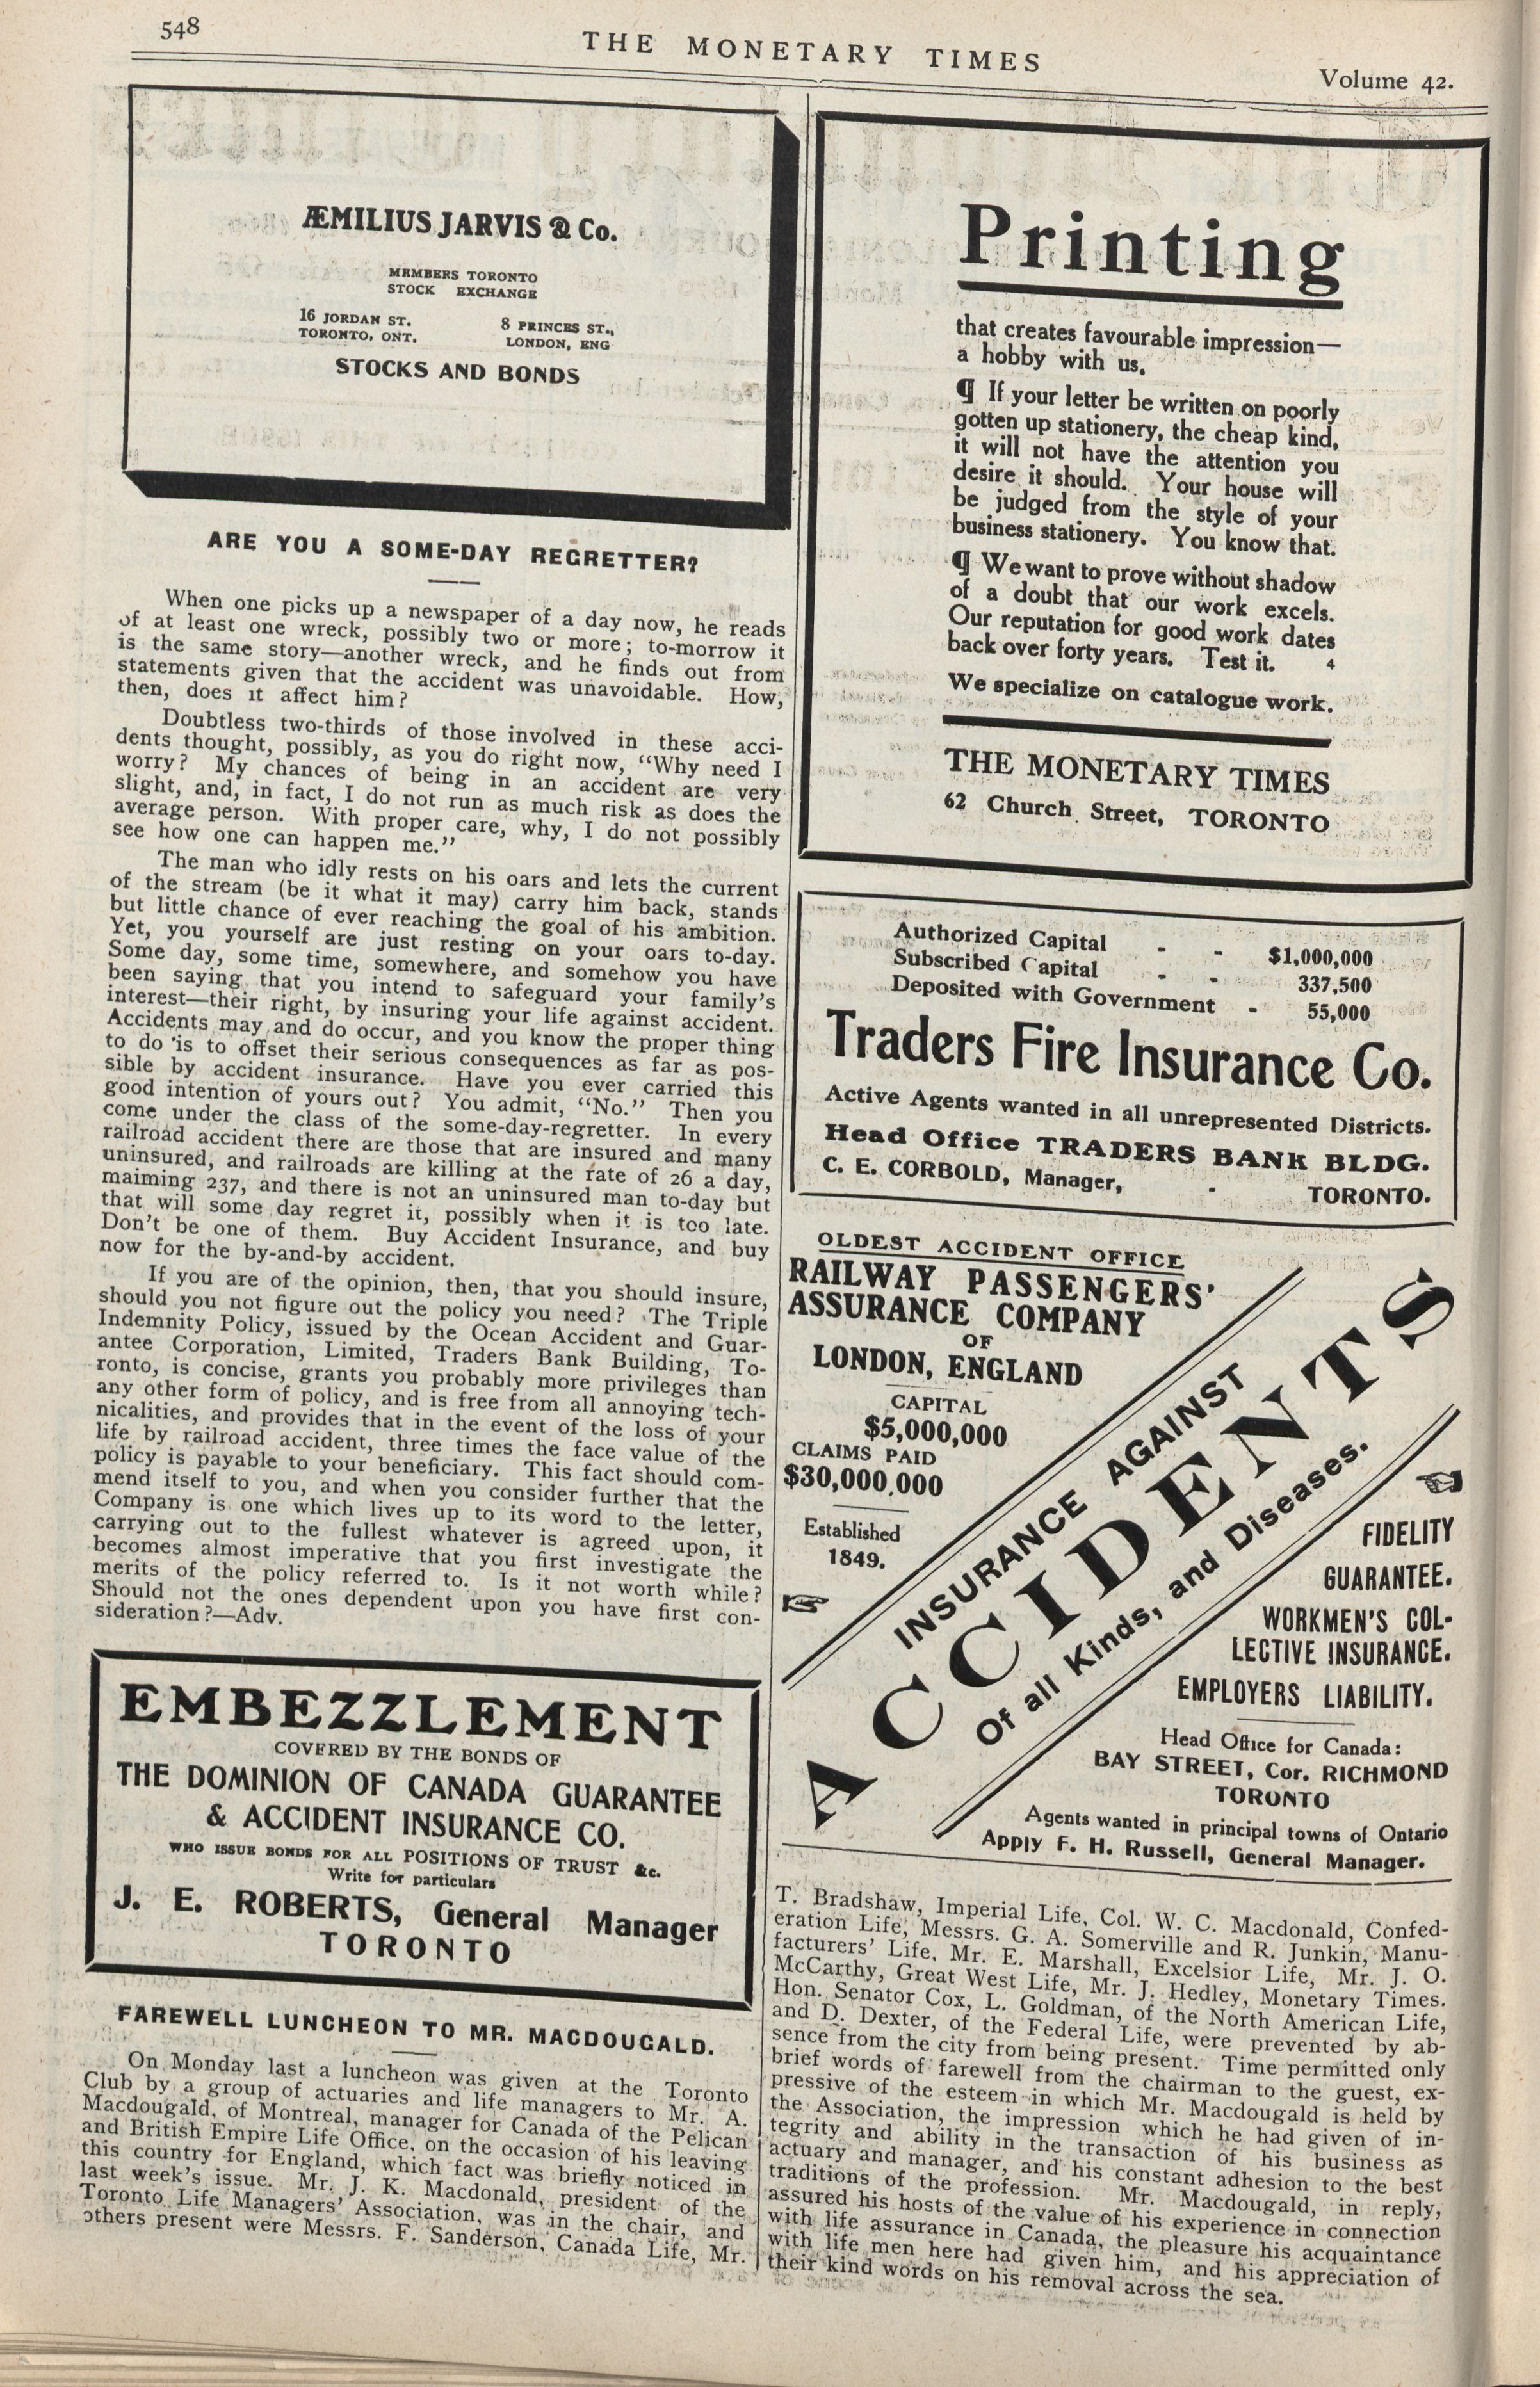 548
THE MONETARY TIMES
Volume 42.
ÆMILIUS JARVIS & Co.
MEMBERS TORONTO
STOCK EXCHANGE
16 JORDAN ST.
TORONTO, ONT.
8 PRINCES ST.,
LONDON, ENG
STOCKS AND BONDS
ARE YOU A SOME-DAY REGRETTER?
When one picks up a newspaper of a day now, he reads
of at least one wreck, possibly two or more; to-morrow it
is the same story—another wreck, and he finds out from
statements given that the accident was unavoidable. How,
then, does it affect him?
Doubtless two-thirds of those involved in these acci-
dents thought, possibly, as you do right now, "Why need I
worry? My chances of being in an accident are very
slight, and, in fact, I do not run as much risk as does the
average person. With proper care, why, I do not possibly
see how one can happen me."
The man who idly rests on his oars and lets the current
of the stream (be it what it may) carry him back, stands
but little chance of ever reaching the goal of his ambition.
Yet, you yourself are just resting on your oars to-day.
Some day, some time, somewhere, and somehow you have
been saying that you intend to safeguard your family's
interest—their right, by insuring your life against accident.
Accidents may and do occur, and you know the proper thing
to do is to offset their serious consequences as far as pos-
sible by accident insurance. Have you ever carried this
good intention of yours out? You admit, "No." Then you
come under the class of the some-day-regretter. In every
railroad accident there are those that are insured and many
uninsured, and railroads are killing at the rate of 26 a day,
maiming 237, and there is not an uninsured man to-day but
that will some day regret it, possibly when it is too late.
Don't be one of them. Buy Accident Insurance, and buy
now for the by-and-by accident.
If you are of the opinion, then, that you should insure,
should you not figure out the policy you need? The Triple
Indemnity Policy, issued by the Ocean Accident and Guar-
antee Corporation, Limited, Traders Bank Building, To-
ronto, is concise, grants you probably more privileges than
any other form of policy, and is free from all annoying tech-
nicalities, and provides that in the event of the loss of your
life by railroad accident, three times the face value of the
policy is payable to your beneficiary. This fact should com-
mend itself to you, and when you consider further that the
Company is one which lives up to its word to the letter,
carrying out to the fullest whatever is agreed upon, it
becomes almost imperative that you first investigate the
merits of the policy referred to. Is it not worth while?
Should not the ones dependent upon you have first con-
sideration?—Adv.
EMBEZZLEMENT
COVERED BY THE BONDS OF
THE DOMINION OF CANADA GUARANTEE
& ACCIDENT INSURANCE CO.
WHO ISSUE BONDS FOR ALL POSITIONS OF TRUST &c.
Write for particulars
J. E. ROBERTS, General Manager
TORONTO
FAREWELL LUNCHEON TO MR. MACDOUGALD.
On Monday last a luncheon was given at the Toronto
Club by a group of actuaries and life managers to Mr. A.
Macdougald, of Montreal, manager for Canada of the Pelican
and British Empire Life Office, on the occasion of his leaving
this country for England, which fact was briefly noticed in
last week's issue. Mr. J. K. Macdonald, president of the
Toronto Life Managers' Association, was in the chair, and
others present were Messrs. F. Sanderson, Canada Life, Mr.
Printing
that creates favourable impression—
a hobby with us.
¶ If your letter be written on poorly
gotten up stationery, the cheap kind,
it will not have the attention you
desire it should. Your house will
be judged from the style of your
business stationery. You know that.
¶ We want to prove without shadow
of a doubt that our work excels.
Our reputation for good work dates
back over forty years. Test it. 4
We specialize on catalogue work.
THE MONETARY TIMES
62 Church Street, TORONTO
Authorized Capital - - $1,000,000
Subscribed Capital - - 337,500
Deposited with Government - 55,000
Traders Fire Insurance Co.
Active Agents wanted in all unrepresented Districts.
Head Office TRADERS BANK BLDG.
C. E. CORBOLD, Manager, - TORONTO.
OLDEST ACCIDENT OFFICE
RAILWAY PASSENGERS'
ASSURANCE COMPANY
OF
LONDON, ENGLAND
CAPITAL
$5,000,000
CLAIMS PAID
$30,000,000
Established
1849.
INSURANCE AGAINST
ACCIDENTS
Of all Kinds, and Diseases.
FIDELITY
GUARANTEE.
WORKMEN'S COL-
LECTIVE INSURANCE.
EMPLOYERS LIABILITY.
Head Office for Canada:
BAY STREET, Cor. RICHMOND
TORONTO
Agents wanted in principal towns of Ontario
Apply F. H. Russell, General Manager.
T. Bradshaw, Imperial Life, Col. W. C. Macdonald, Confed-
eration Life, Messrs. G. A. Somerville and R. Junkin, Manu-
facturers' Life, Mr. E. Marshall, Excelsior Life, Mr. J. O.
McCarthy, Great West Life, Mr. J. Hedley, Monetary Times.
Hon. Senator Cox, L. Goldman, of the North American Life,
and D. Dexter, of the Federal Life, were prevented by ab-
sence from the city from being present. Time permitted only
brief words of farewell from the chairman to the guest, ex-
pressive of the esteem in which Mr. Macdougald is held by
the Association, the impression which he had given of in-
tegrity and ability in the transaction of his business as
actuary and manager, and his constant adhesion to the best
traditions of the profession. Mr. Macdougald, in reply,
assured his hosts of the value of his experience in connection
with life assurance in Canada, the pleasure his acquaintance
with life men here had given him, and his appreciation of
their kind words on his removal across the sea.